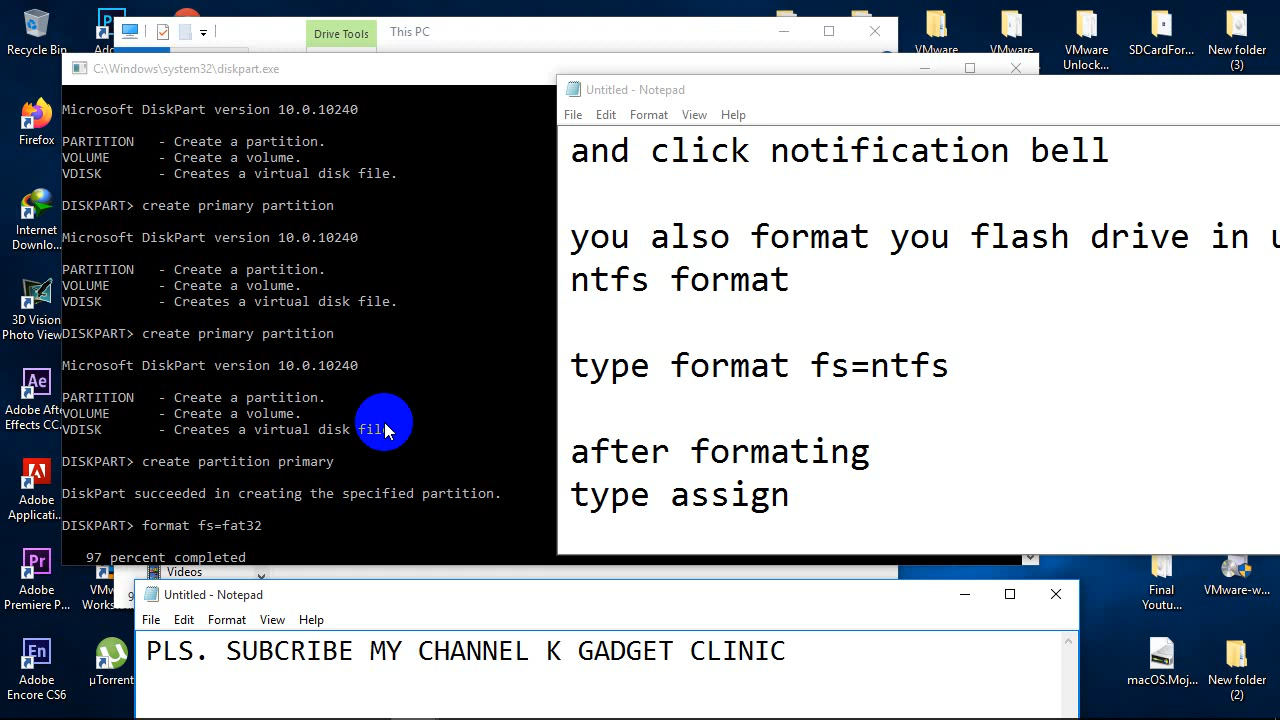 Recycle Bin
Drive Tools
This PC
C:\Windows\system32\diskpart.exe
Microsoft DiskPart version 10.0.10240
PARTITION - Create a partition.
VOLUME - Create a volume.
VDISK - Creates a virtual disk file.
DISKPART> create primary partition
Microsoft DiskPart version 10.0.10240
PARTITION - Create a partition.
VOLUME - Create a volume.
VDISK - Creates a virtual disk file.
DISKPART> create primary partition
Microsoft DiskPart version 10.0.10240
PARTITION - Create a partition.
VOLUME - Create a volume.
VDISK - Creates a virtual disk file
DISKPART> create partition primary
DiskPart succeeded in creating the specified partition.
DISKPART> format fs=fat32
97 percent completed
Untitled - Notepad
File Edit Format View Help
and click notification bell
you also format you flash drive in
ntfs format
type format fs=ntfs
after formating
type assign
Videos
Untitled - Notepad
File Edit Format View Help
PLS. SUBCRIBE MY CHANNEL K GADGET CLINIC
Firefox
Internet
Downlo...
3D Vision
Photo View
Adobe Aft
Effects CC.
Adobe
Applicati..
Adobe
Premiere P...
VMw
Works
Adobe
Encore CS6
µTorrent
VMware
VMware
VMware
Unlock...
SDCardFor...
New folder
(3)
Final
Youtu...
VMware-w...
macOS.Moj...
New folder
(2)